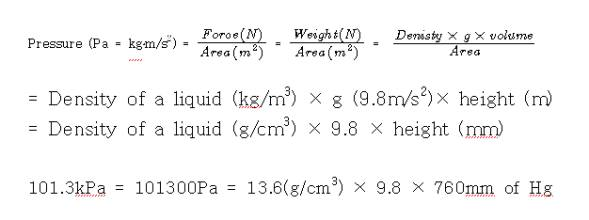 Pressure (Pa = kg·m/s²) = Foroe(N)/Area(m²) = Weight(N)/Area(m²) = Denisty × g × volume/Area
= Density of a liquid (kg/m³) × g (9.8m/s²)× height (m)
= Density of a liquid (g/cm³) × 9.8 × height (mm)
101.3kPa = 101300Pa = 13.6(g/cm³) × 9.8 × 760mm of Hg